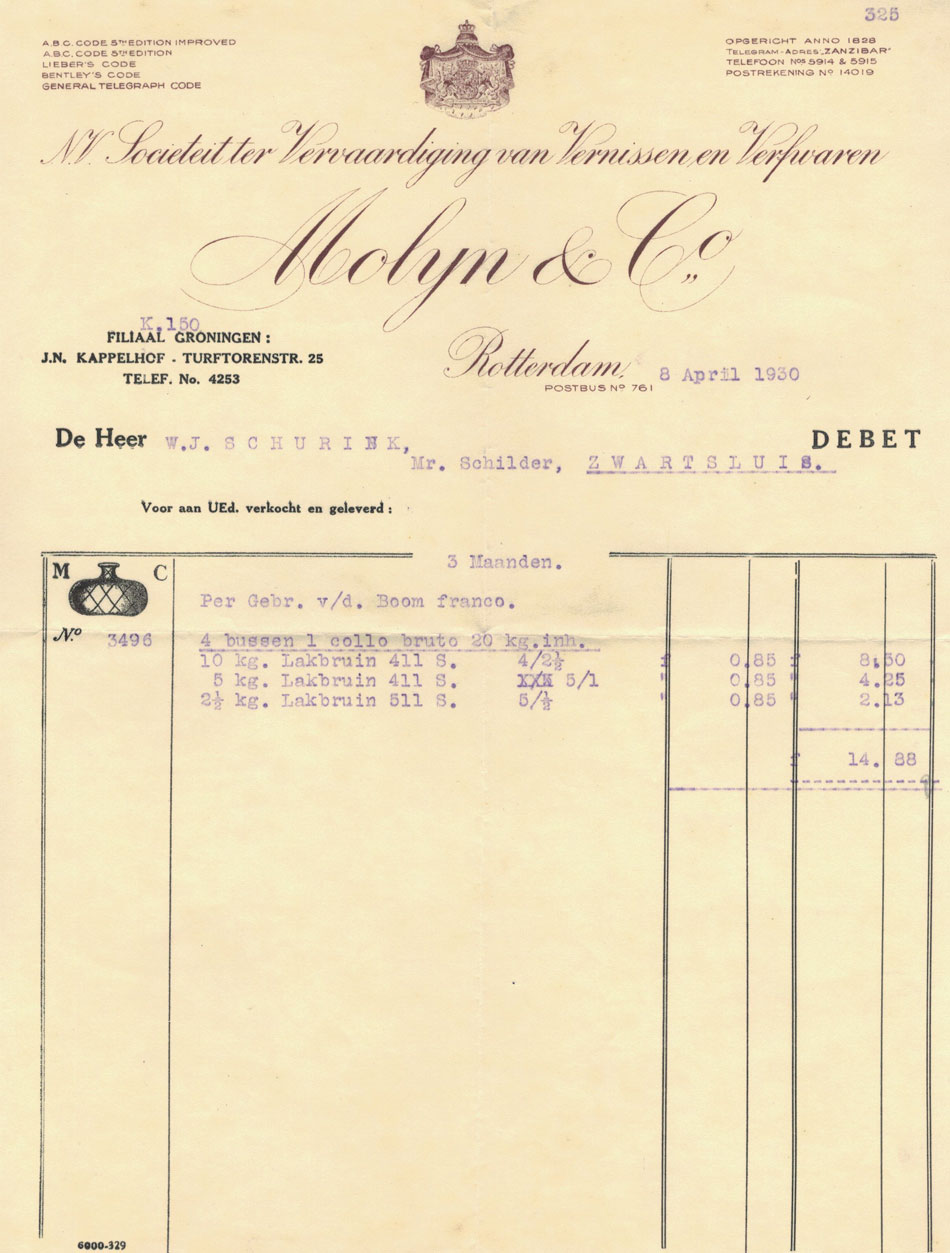 325
A.B.C. CODE 5TH EDITION IMPROVED
A.B.C. CODE 5TH EDITION
LIEBER'S CODE
BENTLEY'S CODE
GENERAL TELEGRAPH CODE
OPGERICHT ANNO 1828
TELEGRAM-ADRES „ZANZIBAR"
TELEFOON NOS 5914 & 5915
POSTREKENING NO 14019
N.V. Societeit ter Vervaardiging van Vernissen en Verfwaren
Molyn & Co.
K.150
FILIAAL GRONINGEN :
J.N. KAPPELHOF - TURFTORENSTR. 25
TELEF. No. 4253
Rotterdam, 8 April 1930
POSTBUS NO 761
De Heer W.J. SCHURINK, DEBET
Mr. Schilder, ZWARTSLUIS.
Voor aan UEd. verkocht en geleverd :
3 Maanden.
M C
Per Gebr. v/d. Boom franco.
No. 3496 4 bussen 1 collo bruto 20 kg.inh.
10 kg. Lakbruin 411 S. 4/2½ f 0.85 f 8.50
5 kg. Lakbruin 411 S. XXX 5/1 " 0.85 " 4.25
2½ kg. Lakbruin 511 S. 5/½ " 0.85 " 2.13
f 14.88
6000-329